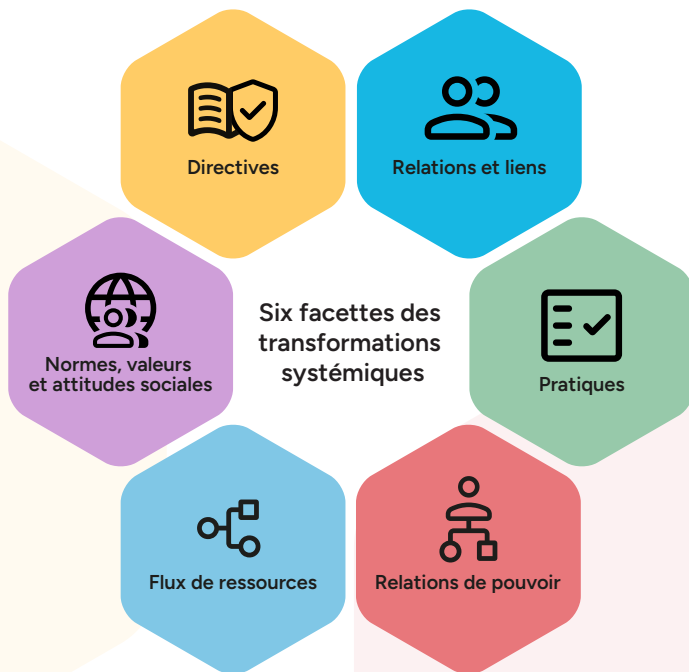 Directives
Relations et liens
Six facettes des
transformations
systémiques
Normes, valeurs
et attitudes sociales
Pratiques
Flux de ressources
Relations de pouvoir